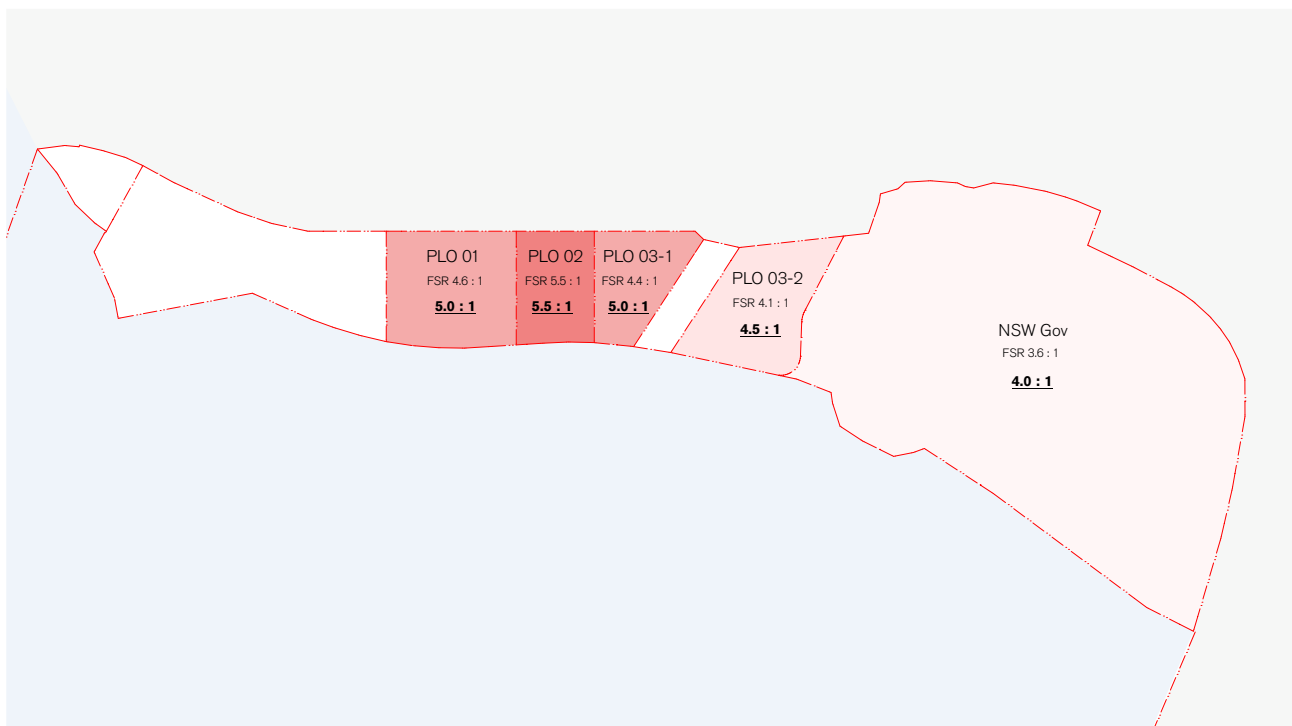 PLO 01
FSR 4.6 : 1
5.0 : 1
PLO 02
FSR 5.5 : 1
5.5 : 1
PLO 03-1
FSR 4.4 : 1
5.0 : 1
PLO 03-2
FSR 4.1 : 1
4.5 : 1
NSW Gov
FSR 3.6 : 1
4.0 : 1